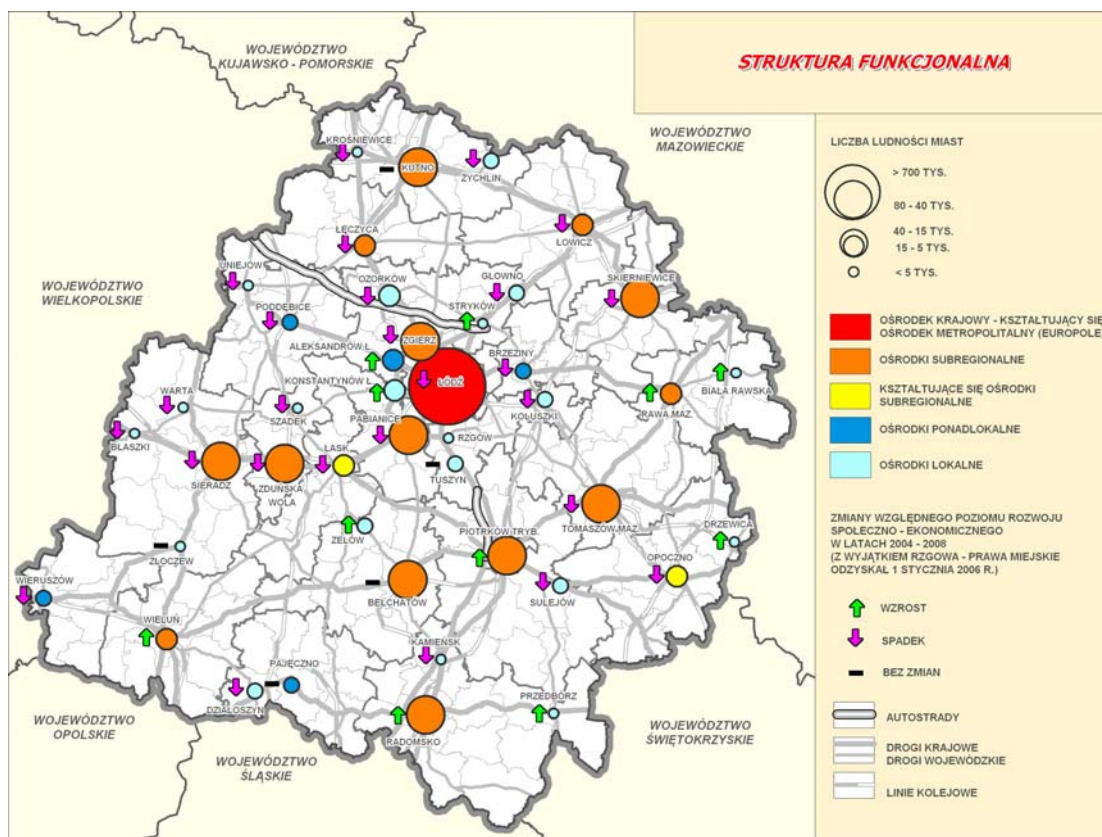 STRUKTURA FUNKCJONALNA
WOJEWÓDZTWO
KUJAWSKO - POMORSKIE
WOJEWÓDZTWO
MAZOWIECKIE
KROŚNIEWICE
KUTNO
ŻYCHLIN
ŁĘCZYCA
ŁOWICZ
UNIEJÓW
OZORKÓW
GŁOWNO
SKIERNIEWICE
WOJEWÓDZTWO
WIELKOPOLSKIE
PODDĘBICE
STRYKÓW
ZGIERZ
ALEKSANDRÓW Ł.
BRZEZINY
BIAŁA RAWSKA
ŁÓDŹ
KONSTANTYNÓW Ł.
WARTA
SZADEK
KOLUSZKI
RAWA MAZ.
PABIANICE
BŁASZKI
RZGÓW
ŁASK
TUSZYN
SIERADZ
ZDUŃSKA
WOLA
PIOTRKÓW TRYB.
TOMASZÓW MAZ.
DRZEWICA
ZELÓW
ZŁOCZEW
OPOCZNO
WIERUSZÓW
BEŁCHATÓW
SULEJÓW
WIELUŃ
KAMIEŃSK
PAJĘCZNO
DZIAŁOSZYN
PRZEDBÓRZ
RADOMSKO
WOJEWÓDZTWO
OPOLSKIE
WOJEWÓDZTWO
ŚLĄSKIE
WOJEWÓDZTWO
ŚWIĘTOKRZYSKIE
LICZBA LUDNOŚCI MIAST
> 700 TYS.
80 - 40 TYS.
40 - 15 TYS.
15 - 5 TYS.
< 5 TYS.
OŚRODEK KRAJOWY - KSZTAŁTUJĄCY SIĘ
OŚRODEK METROPOLITALNY (EUROPOLE)
OŚRODKI SUBREGIONALNE
KSZTAŁTUJĄCE SIĘ OŚRODKI
SUBREGIONALNE
OŚRODKI PONADLOKALNE
OŚRODKI LOKALNE
ZMIANY WZGLĘDNEGO POZIOMU ROZWOJU
SPOŁECZNO - EKONOMICZNEGO
W LATACH 2004 - 2008
(Z WYJĄTKIEM RZGOWA - PRAWA MIEJSKIE
ODZYSKAŁ 1 STYCZNIA 2006 R.)
WZROST
SPADEK
BEZ ZMIAN
AUTOSTRADY
DROGI KRAJOWE
DROGI WOJEWÓDZKIE
LINIE KOLEJOWE